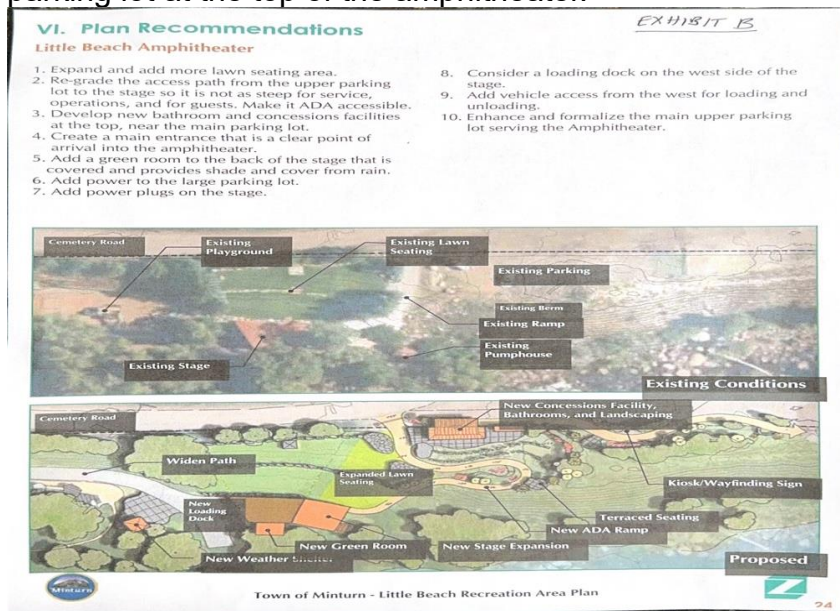 parking lot at the top of the amphitheater.
EXHIBIT B
VI. Plan Recommendations
Little Beach Amphitheater
1. Expand and add more lawn seating area.
2. Re-grade the access path from the upper parking
lot to the stage so it is not as steep for service,
operations, and for guests. Make it ADA accessible.
3. Develop new bathroom and concessions facilities
at the top, near the main parking lot.
4. Create a main entrance that is a clear point of
arrival into the amphitheater.
5. Add a green room to the back of the stage that is
covered and provides shade and cover from rain.
6. Add power to the large parking lot.
7. Add power plugs on the stage.
8. Consider a loading dock on the west side of the
stage.
9. Add vehicle access from the west for loading and
unloading.
10. Enhance and formalize the main upper parking
lot serving the Amphitheater.
Cemetery Road
Existing
Playground
Existing Lawn
Seating
Existing Parking
Existing Berm
Existing Ramp
Existing
Pumphouse
Existing Stage
Existing Conditions
Cemetery Road
New Concessions Facility,
Bathrooms, and Landscaping
Widen Path
Expanded Lawn
Seating
Kiosk/Wayfinding Sign
New
Loading
Dock
Terraced Seating
New ADA Ramp
New Green Room
New Stage Expansion
New Weather
Proposed
Minturn
Town of Minturn - Little Beach Recreation Area Plan
Z
24